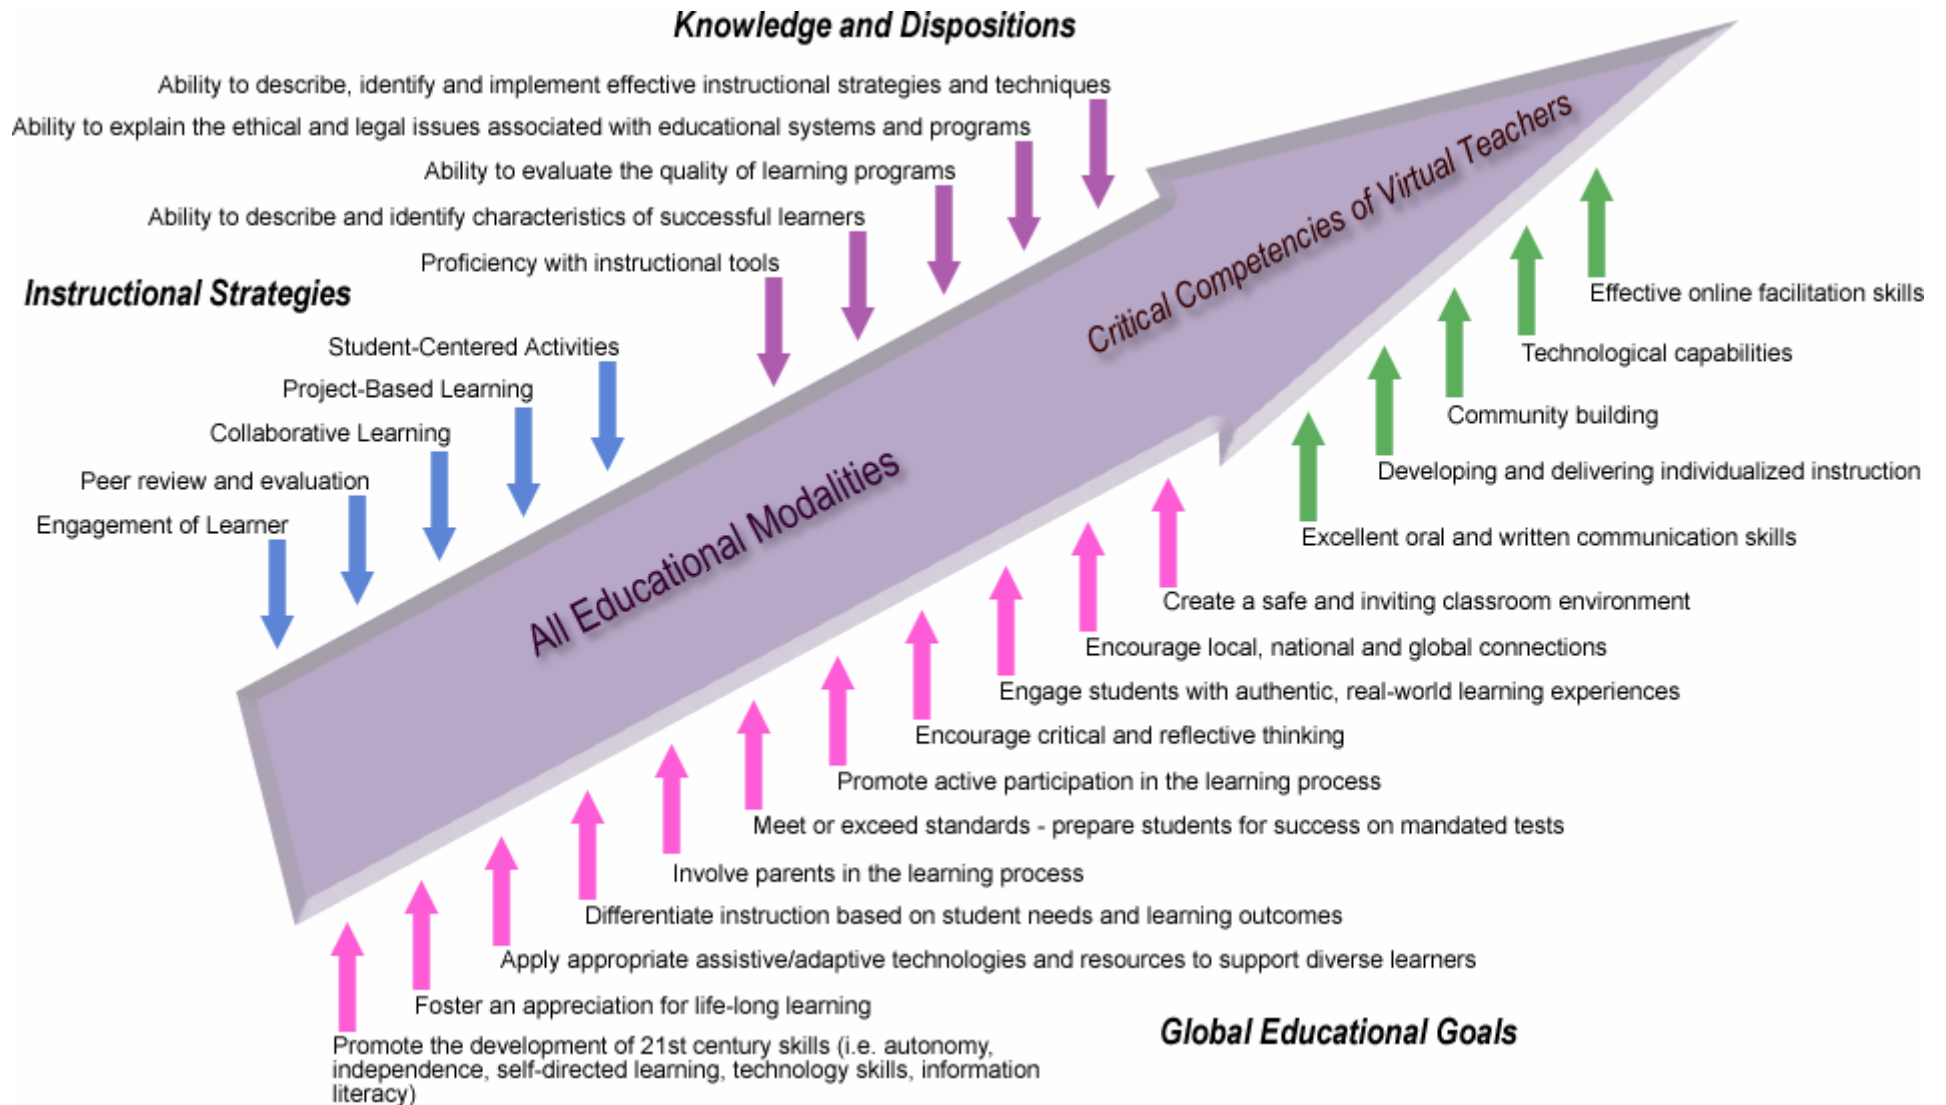 Knowledge and Dispositions
Ability to describe, identify and implement effective instructional strategies and techniques
Ability to explain the ethical and legal issues associated with educational systems and programs
Ability to evaluate the quality of learning programs
Ability to describe and identify characteristics of successful learners
Proficiency with instructional tools
Instructional Strategies
Student-Centered Activities
Project-Based Learning
Collaborative Learning
Peer review and evaluation
Engagement of Learner
All Educational Modalities
Critical Competencies of Virtual Teachers
Effective online facilitation skills
Technological capabilities
Community building
Developing and delivering individualized instruction
Excellent oral and written communication skills
Create a safe and inviting classroom environment
Encourage local, national and global connections
Engage students with authentic, real-world learning experiences
Encourage critical and reflective thinking
Promote active participation in the learning process
Meet or exceed standards - prepare students for success on mandated tests
Involve parents in the learning process
Differentiate instruction based on student needs and learning outcomes
Apply appropriate assistive/adaptive technologies and resources to support diverse learners
Foster an appreciation for life-long learning
Promote the development of 21st century skills (i.e. autonomy,
independence, self-directed learning, technology skills, information
literacy)
Global Educational Goals